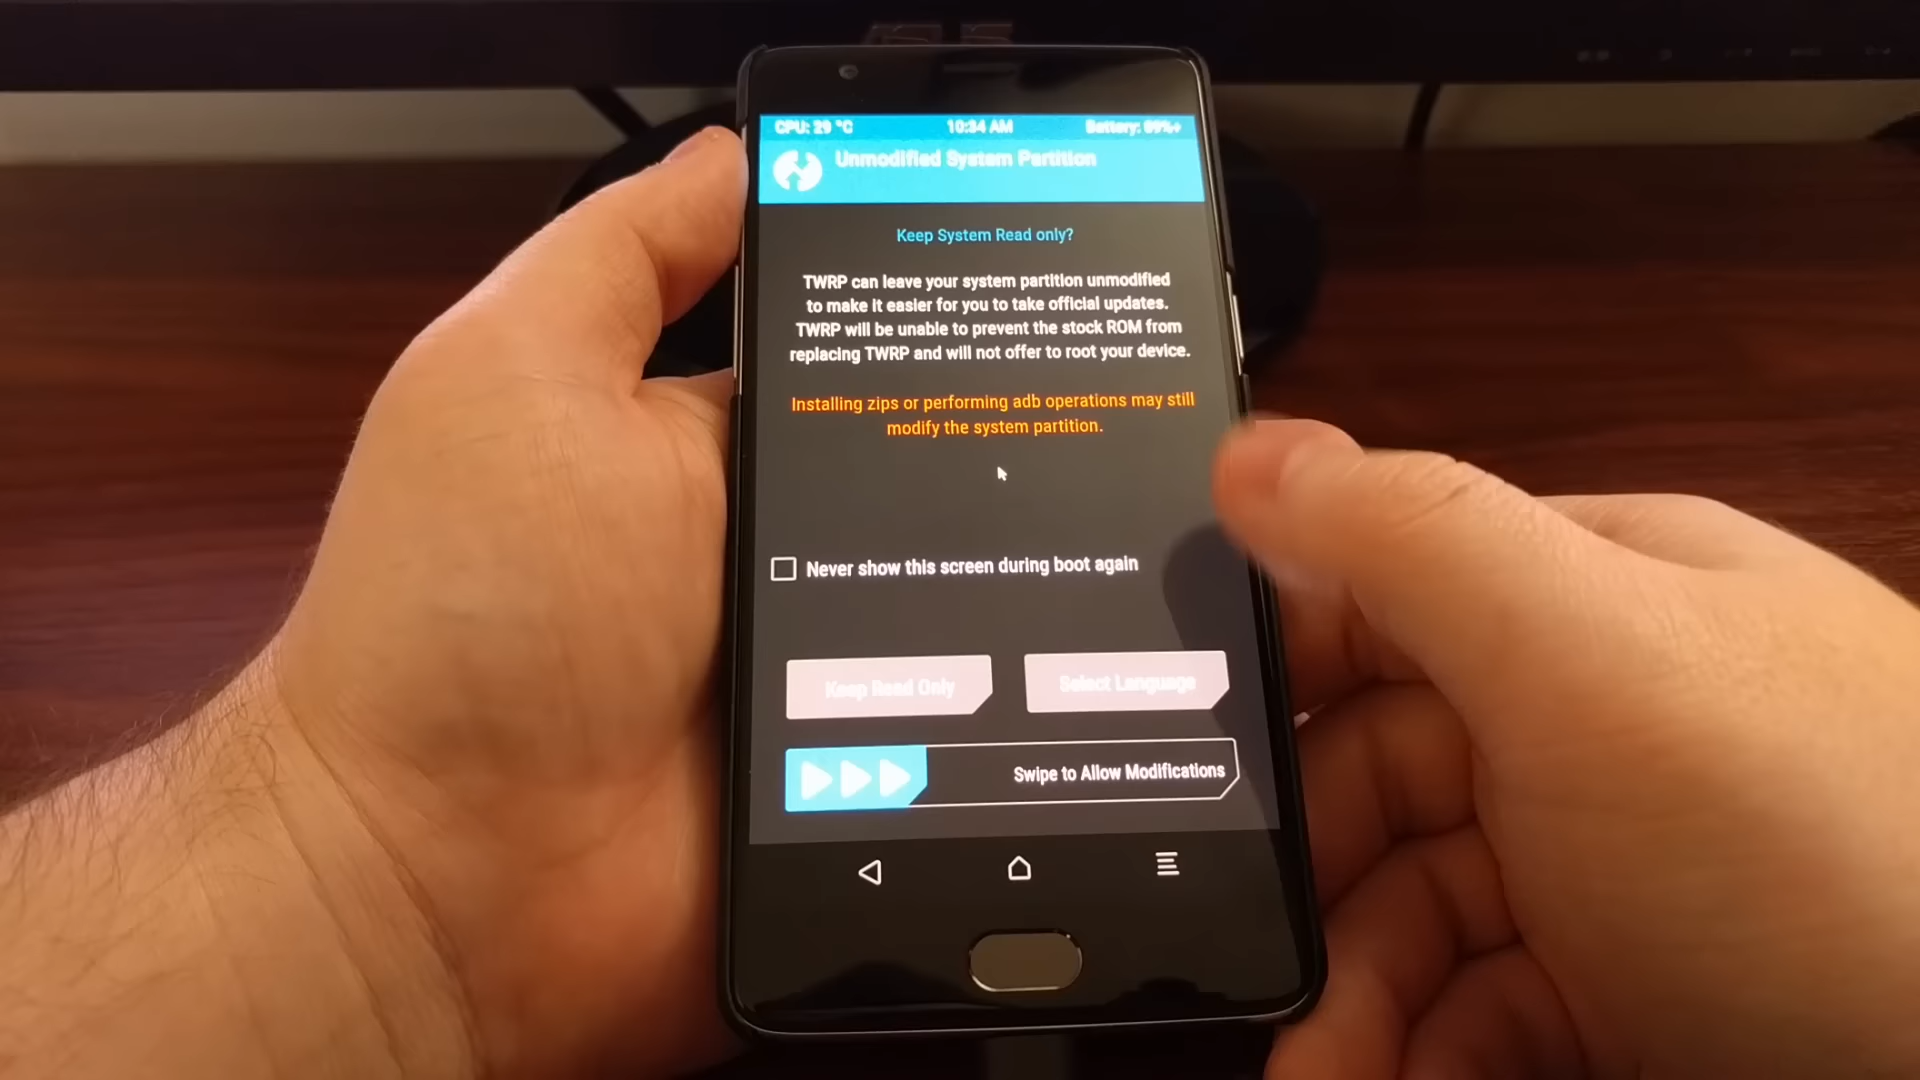 CPU: 29 °C 10:34 AM Battery: 89%+
Unmodified System Partition
Keep System Read only?
TWRP can leave your system partition unmodified
to make it easier for you to take official updates.
TWRP will be unable to prevent the stock ROM from
replacing TWRP and will not offer to root your device.
Installing zips or performing adb operations may still
modify the system partition.
Never show this screen during boot again
Keep Read Only Select Language
Swipe to Allow Modifications